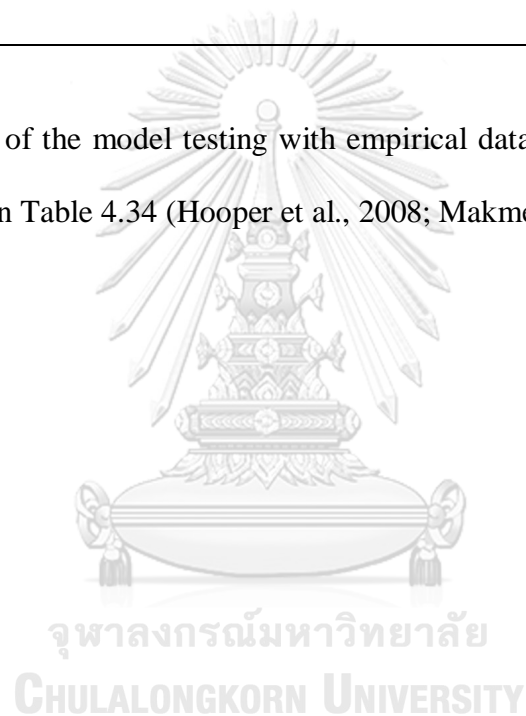 of the model testing with empirical data
n Table 4.34 (Hooper et al., 2008; Makme
จุฬาลงกรณ์มหาวิทยาลัย
CHULALONGKORN UNIVERSITY